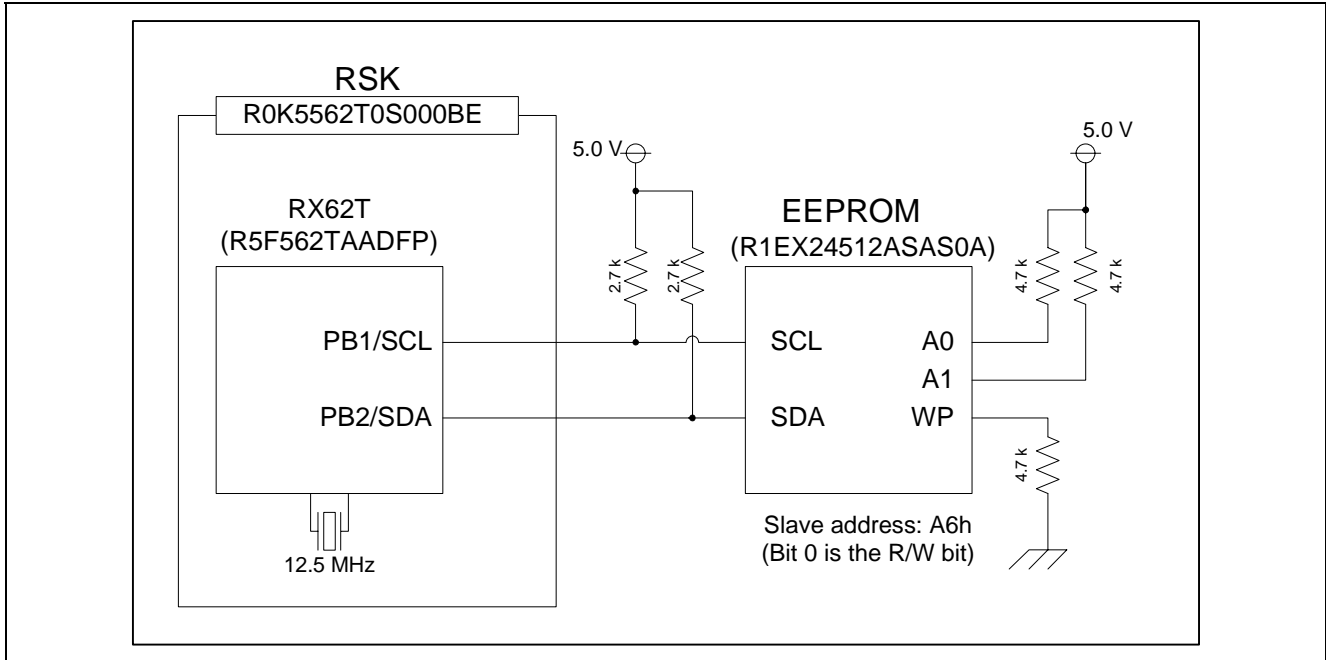 RSK
R0K5562T0S000BE
RX62T
(R5F562TAADFP)
PB1/SCL
PB2/SDA
12.5 MHz
5.0 V
2.7 k
2.7 k
EEPROM
(R1EX24512ASAS0A)
SCL
SDA
A0
A1
WP
5.0 V
4.7 k
4.7 k
4.7 k
Slave address: A6h
(Bit 0 is the R/W bit)